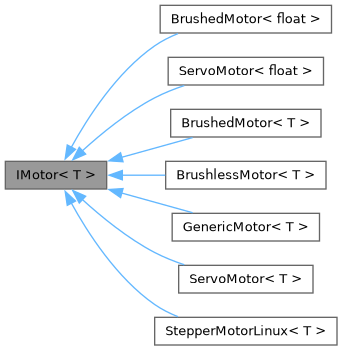 BrushedMotor< float >
ServoMotor< float >
BrushedMotor< T >
IMotor< T >
BrushlessMotor< T >
GenericMotor< T >
ServoMotor< T >
StepperMotorLinux< T >